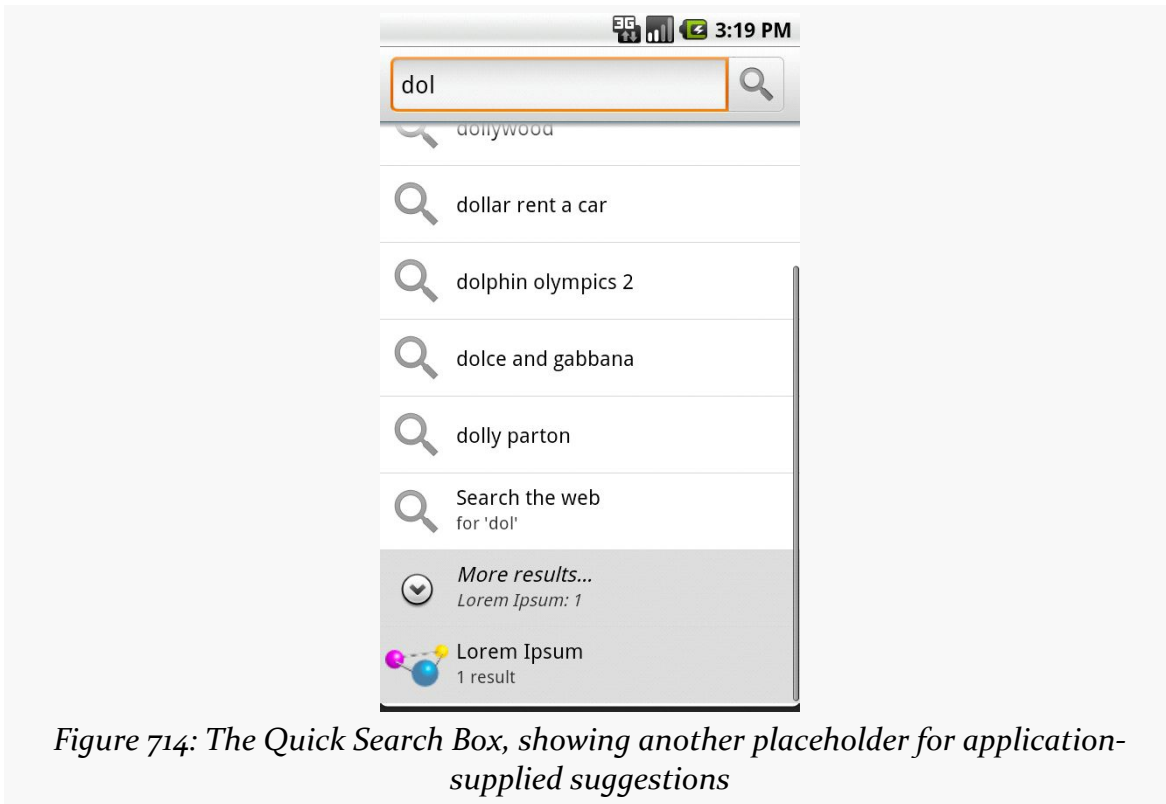 3G 3:19 PM
dol
dollywood
dollar rent a car
dolphin olympics 2
dolce and gabbana
dolly parton
Search the web
for 'dol'
More results...
Lorem Ipsum: 1
Lorem Ipsum
1 result
Figure 714: The Quick Search Box, showing another placeholder for application-
supplied suggestions